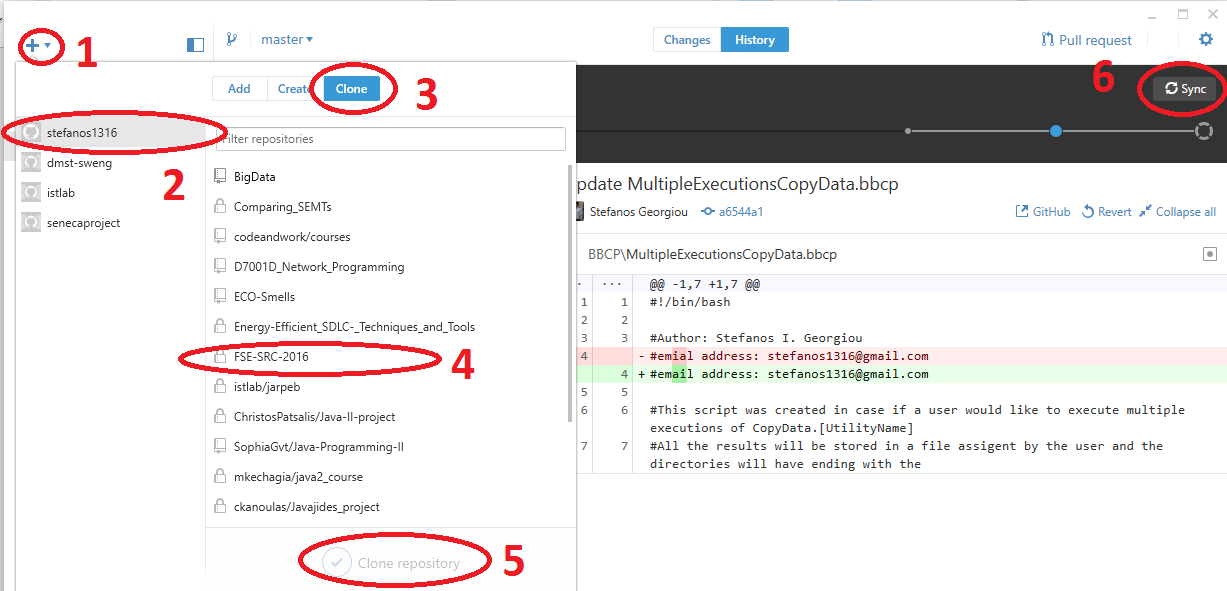 1
master
Changes
History
Pull request
Add
Create
Clone
3
6
Sync
stefanos1316
Filter repositories
dmst-sweng
2
istlab
senecaproject
BigData
Comparing_SEMTs
codeandwork/courses
D7001D_Network_Programming
ECO-Smells
Energy-Efficient_SDLC-_Techniques_and_Tools
FSE-SRC-2016
4
istlab/jarpeb
ChristosPatsalis/Java-II-project
SophiaGvt/Java-Programming-II
mkechagia/java2_course
ckanoulas/Javajides_project
Clone repository
5
pdate MultipleExecutionsCopyData.bbcp
Stefanos Georgiou
a6544a1
GitHub
Revert
Collapse all
BBCP\MultipleExecutionsCopyData.bbcp
··· @@ -1,7 +1,7 @@
1 1 #!/bin/bash
2 2
3 3 #Author: Stefanos I. Georgiou
4 - #emial address: stefanos1316@gmail.com
4 + #email address: stefanos1316@gmail.com
5 5
6 6 #This script was created in case if a user would like to execute multiple
executions of CopyData.[UtilityName]
7 7 #All the results will be stored in a file assigent by the user and the
directories will have ending with the